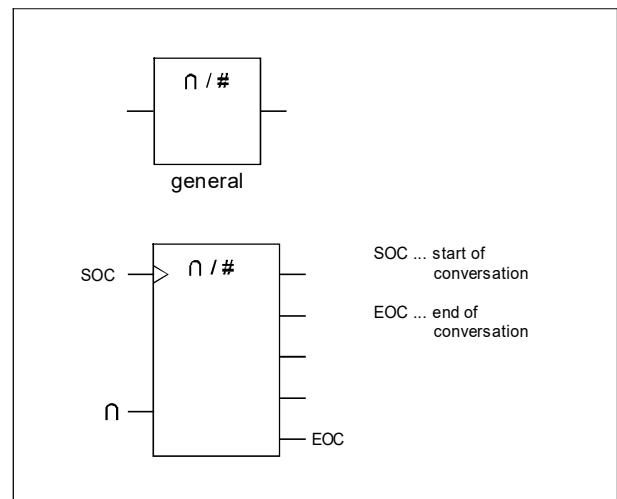 ∩ / #
general
SOC
∩ / #
SOC ... start of
conversation
EOC ... end of
conversation
∩
EOC